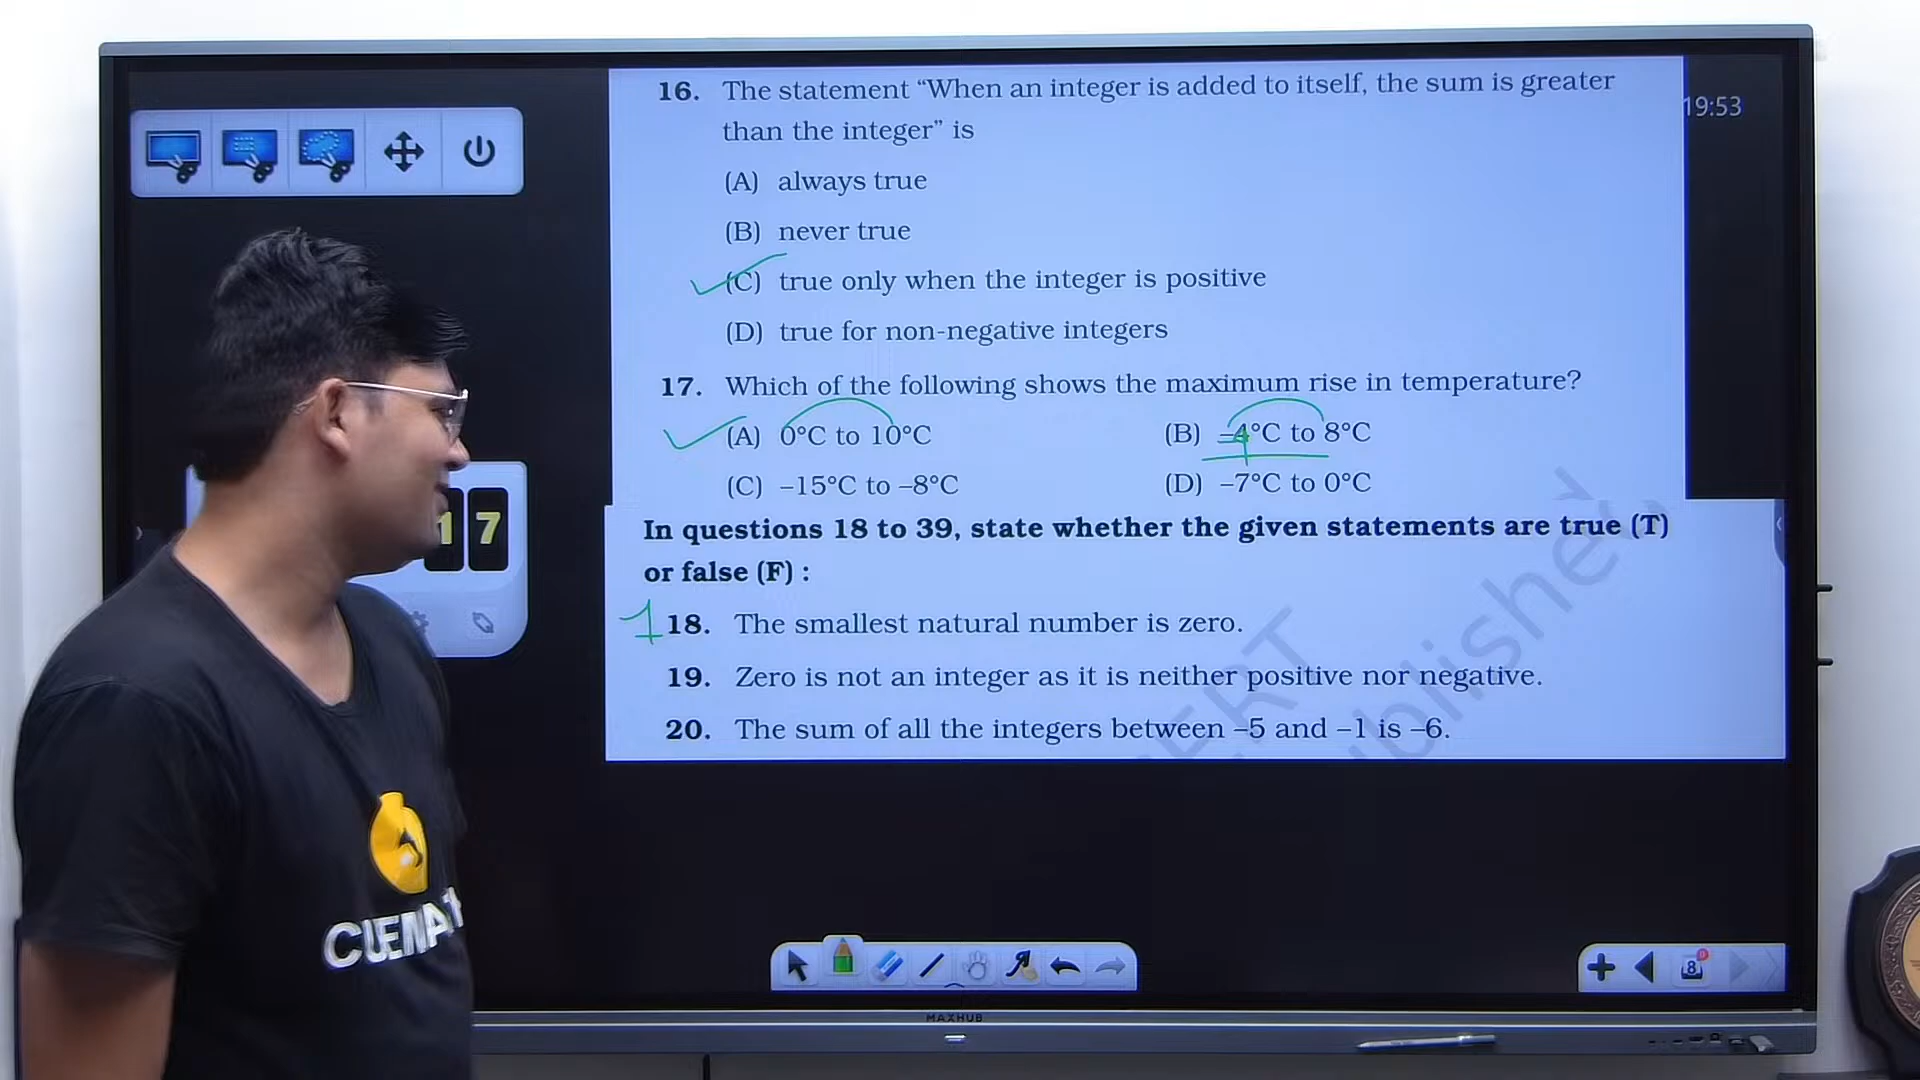 16. The statement “When an integer is added to itself, the sum is greater
than the integer” is
19:53
(A) always true
(B) never true
(C) true only when the integer is positive
(D) true for non-negative integers
17. Which of the following shows the maximum rise in temperature?
(A) 0°C to 10°C
(B) –4°C to 8°C
(C) –15°C to –8°C
(D) –7°C to 0°C
17
In questions 18 to 39, state whether the given statements are true (T)
or false (F) :
1
18. The smallest natural number is zero.
19. Zero is not an integer as it is neither positive nor negative.
20. The sum of all the integers between –5 and –1 is –6.
CUEMAT
8
MAXHUB